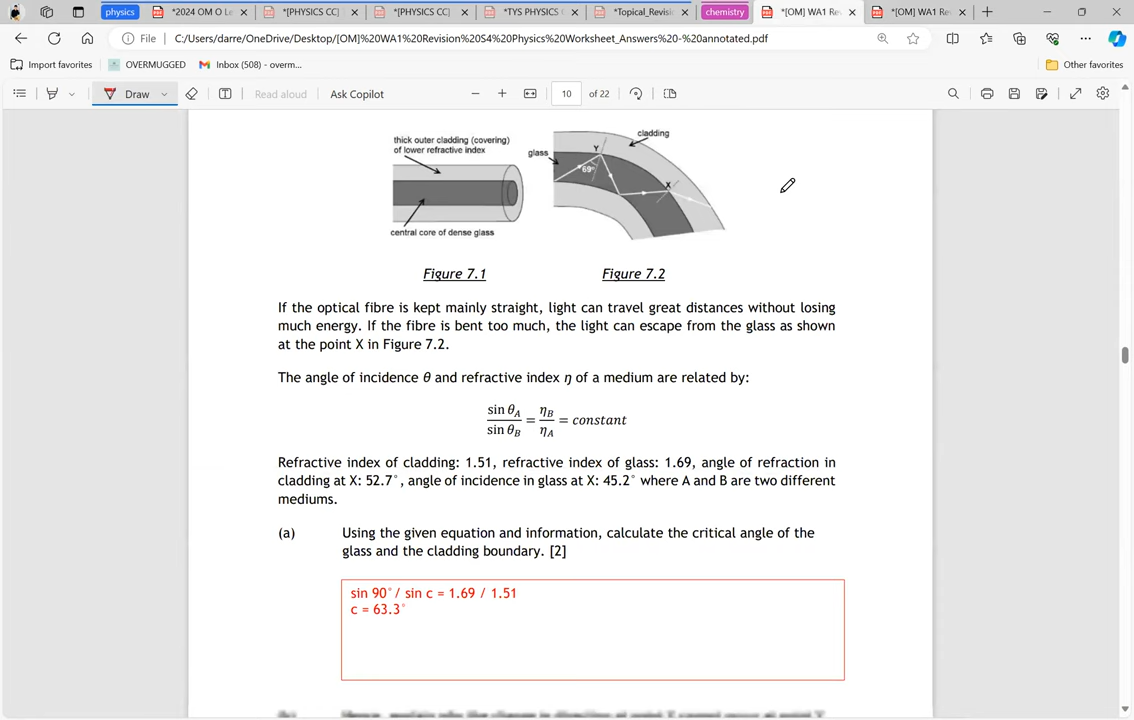 physics
*2024 OM O Le
*[PHYSICS CC]
*[PHYSICS CC]
*TYS PHYSICS
*Topical_Revisi
chemistry
*[OM] WA1 Re
*[OM] WA1 Re
File
C:/Users/darre/OneDrive/Desktop/[OM]%20WA1%20Revision%20S4%20Physics%20Worksheet_Answers%20-%20annotated.pdf
Import favorites
OVERMUGGED
Inbox (508) - overm...
Other favorites
Draw
Read aloud
Ask Copilot
10
of 22
thick outer cladding (covering)
of lower refractive index
central core of dense glass
glass
cladding
Y
69°
X
Figure 7.1
Figure 7.2
If the optical fibre is kept mainly straight, light can travel great distances without losing
much energy. If the fibre is bent too much, the light can escape from the glass as shown
at the point X in Figure 7.2.
The angle of incidence θ and refractive index η of a medium are related by:
sin θA / sin θB = ηB / ηA = constant
Refractive index of cladding: 1.51, refractive index of glass: 1.69, angle of refraction in
cladding at X: 52.7°, angle of incidence in glass at X: 45.2° where A and B are two different
mediums.
(a) Using the given equation and information, calculate the critical angle of the
glass and the cladding boundary. [2]
sin 90°/ sin c = 1.69 / 1.51
c = 63.3°